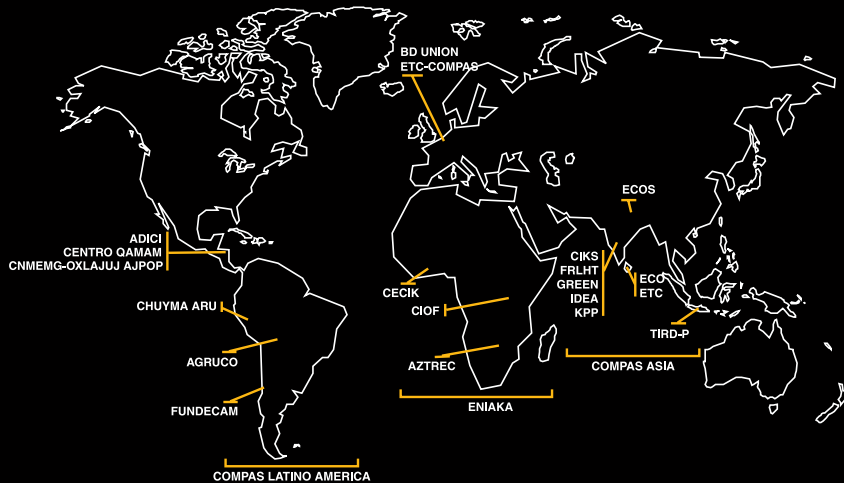 BD UNION
ETC-COMPAS
ECOS
ADICI
CENTRO QAMAM
CNMEMG-OXLAJUJ AJPOP
CIKS
FRLHT
GREEN
IDEA
KPP
ECO
ETC
CECIK
CHUYMA ARU
CIOF
TIRD-P
AGRUCO
AZTREC
COMPAS ASIA
FUNDECAM
ENIAKA
COMPAS LATINO AMERICA